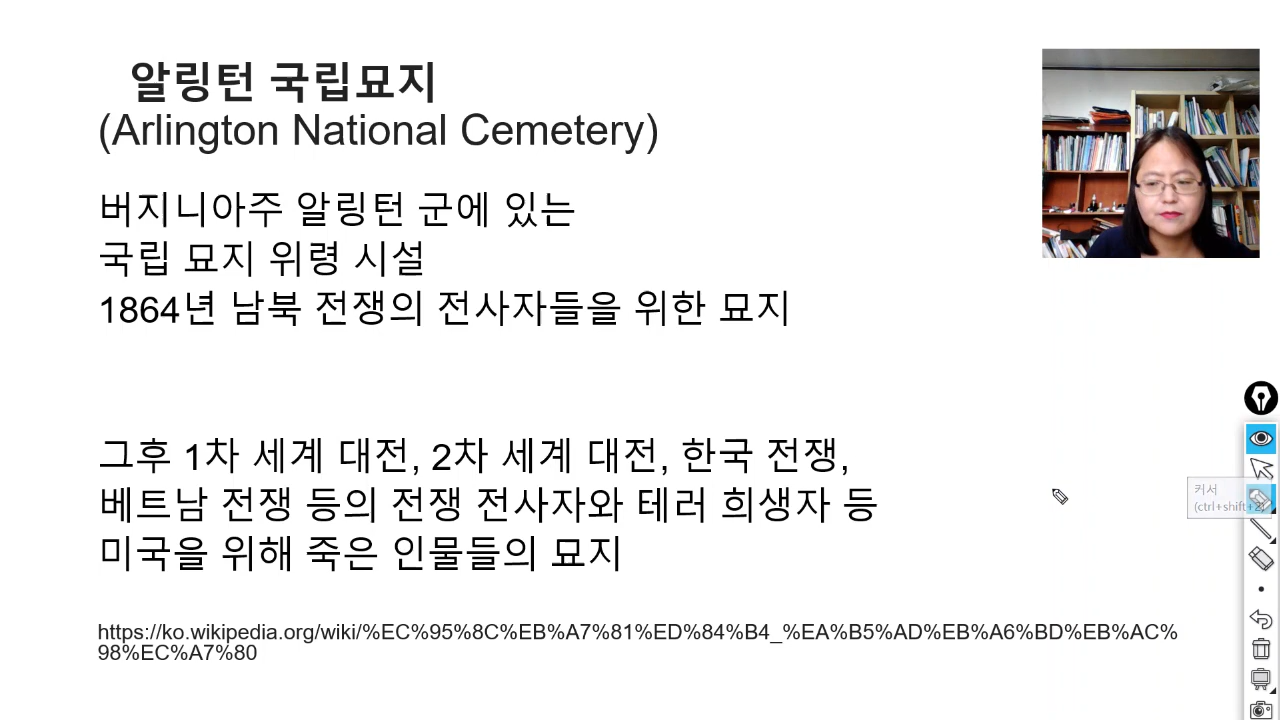 알링턴 국립묘지
(Arlington National Cemetery)
버지니아주 알링턴 군에 있는
국립 묘지 위령 시설
1864년 남북 전쟁의 전사자들을 위한 묘지
그후 1차 세계 대전, 2차 세계 대전, 한국 전쟁,
베트남 전쟁 등의 전쟁 전사자와 테러 희생자 등
미국을 위해 죽은 인물들의 묘지
https://ko.wikipedia.org/wiki/%EC%95%8C%EB%A7%81%ED%84%B4_%EA%B5%AD%EB%A6%BD%EB%AC%
98%EC%A7%80
커서
(ctrl+shift+2)